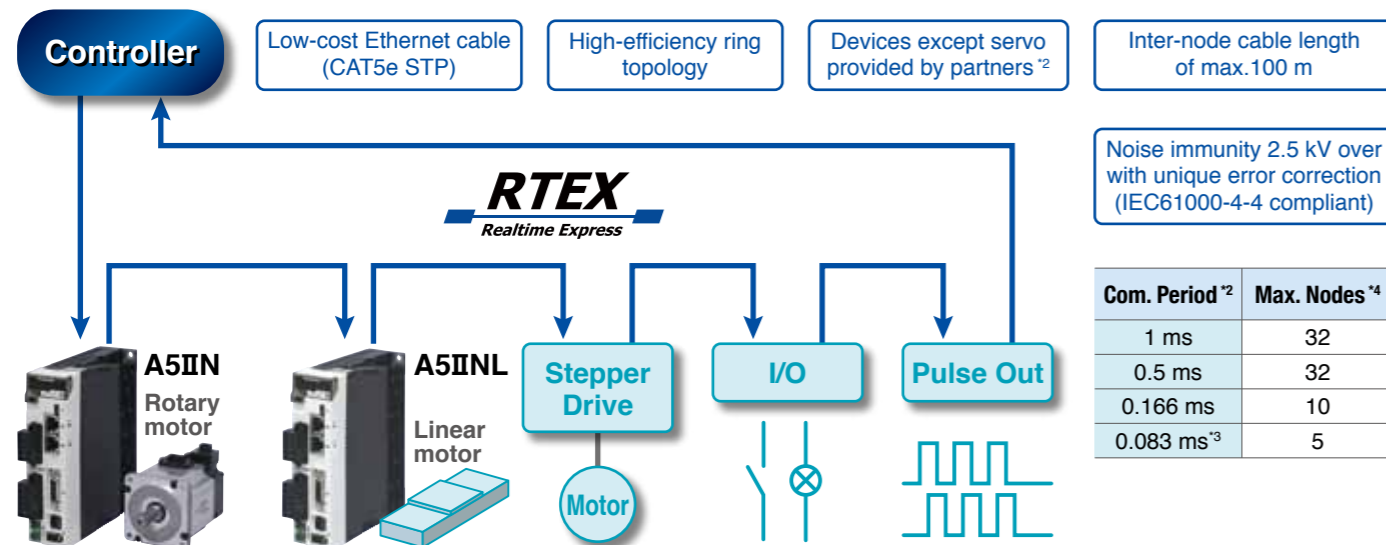 Controller
Low-cost Ethernet cable
(CAT5e STP)
High-efficiency ring
topology
Devices except servo
provided by partners *2
Inter-node cable length
of max.100 m
Noise immunity 2.5 kV over
with unique error correction
(IEC61000-4-4 compliant)
RTEX
Realtime Express
A5IIN
Rotary
motor
A5IINL
Linear
motor
Stepper
Drive
Motor
I/O
Pulse Out
Com. Period *2 Max. Nodes *4
1 ms 32
0.5 ms 32
0.166 ms 10
0.083 ms*3 5